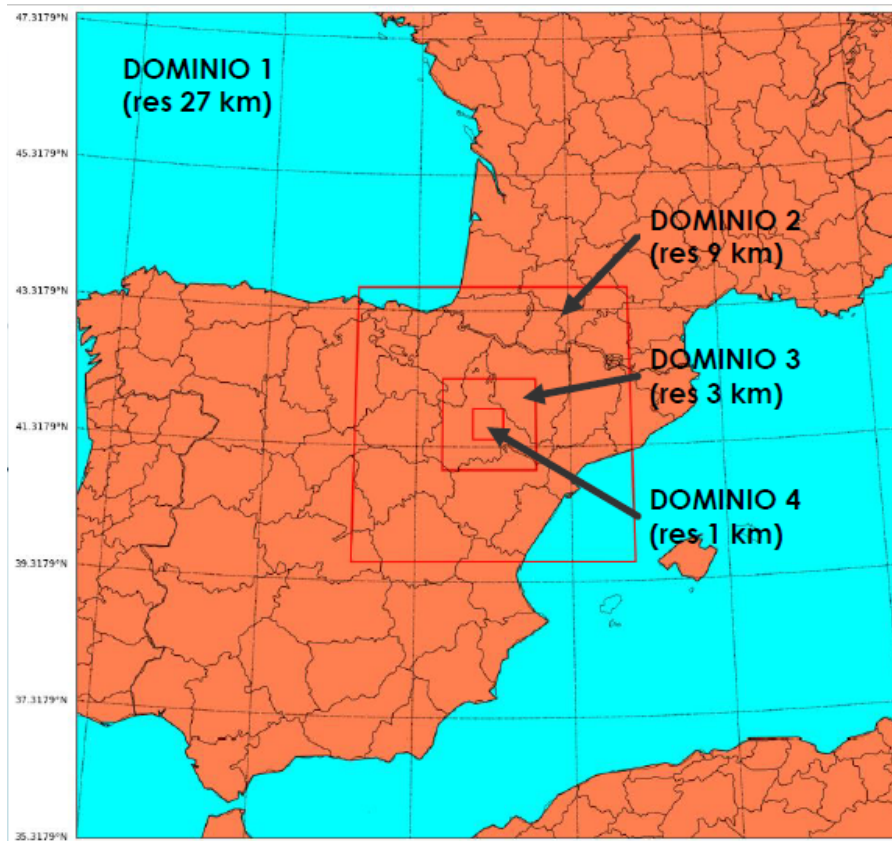 47.3179°N
DOMINIO 1
(res 27 km)
45.3179°N
DOMINIO 2
(res 9 km)
43.3179°N
DOMINIO 3
(res 3 km)
41.3179°N
DOMINIO 4
(res 1 km)
39.3179°N
37.3179°N
35.3179°N